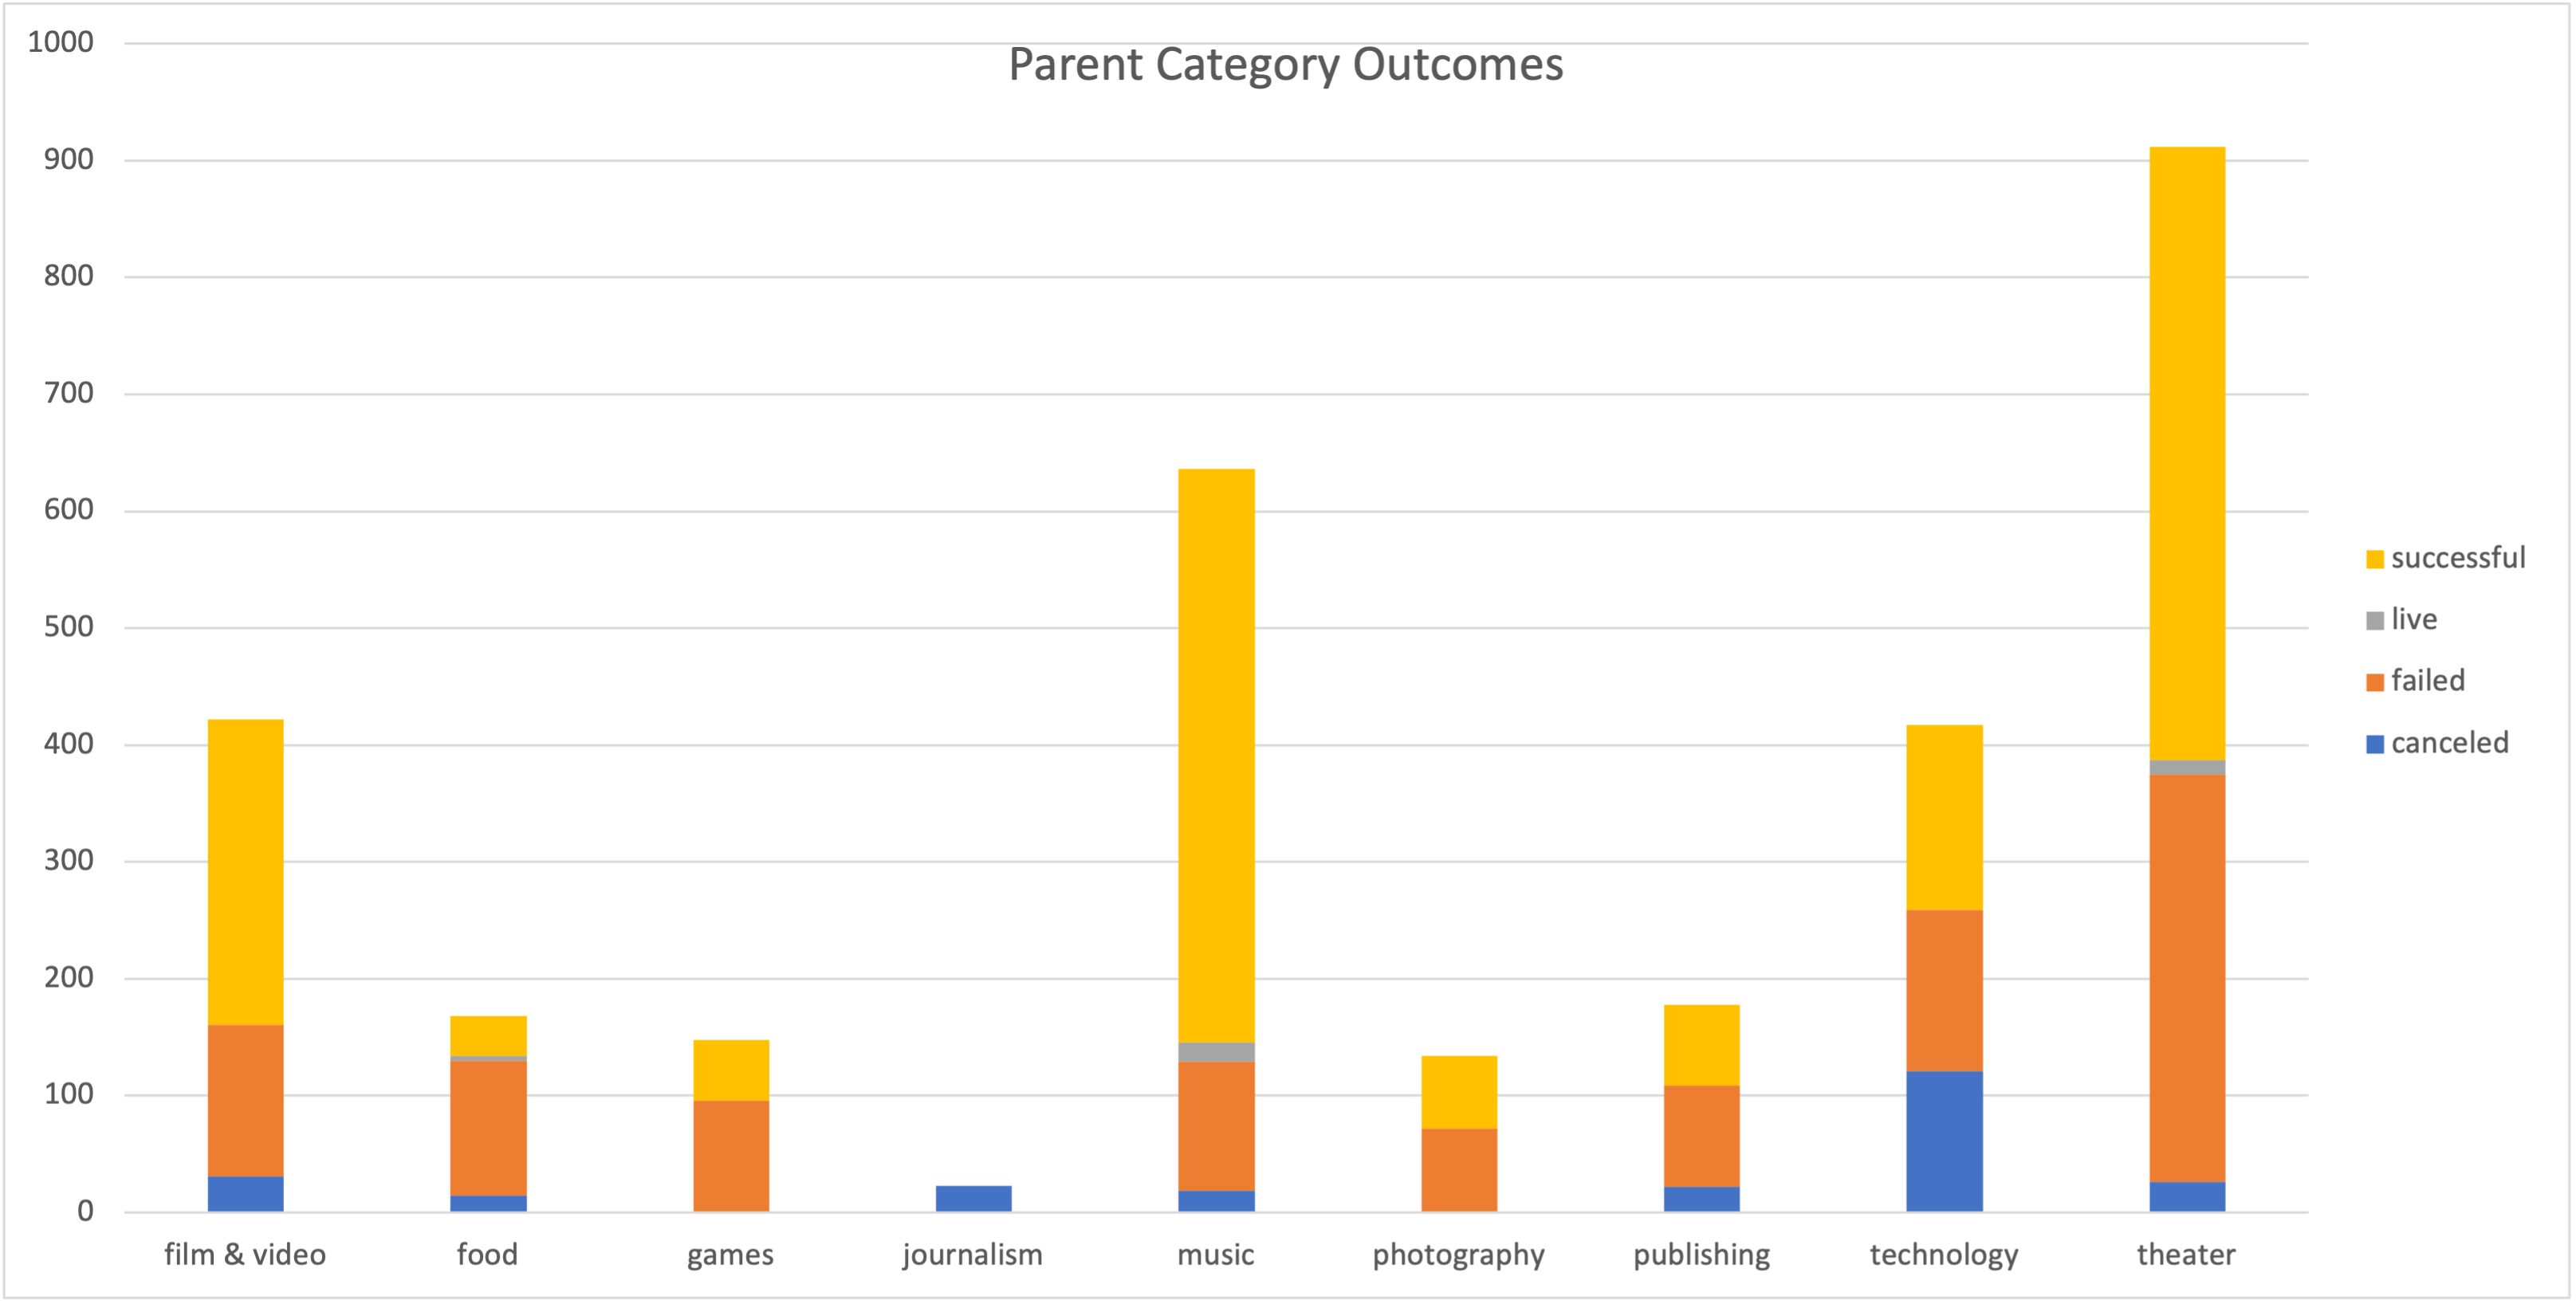 Parent Category Outcomes
1000
900
800
700
600
500
400
300
200
100
0
film & video
food
games
journalism
music
photography
publishing
technology
theater
successful
live
failed
canceled